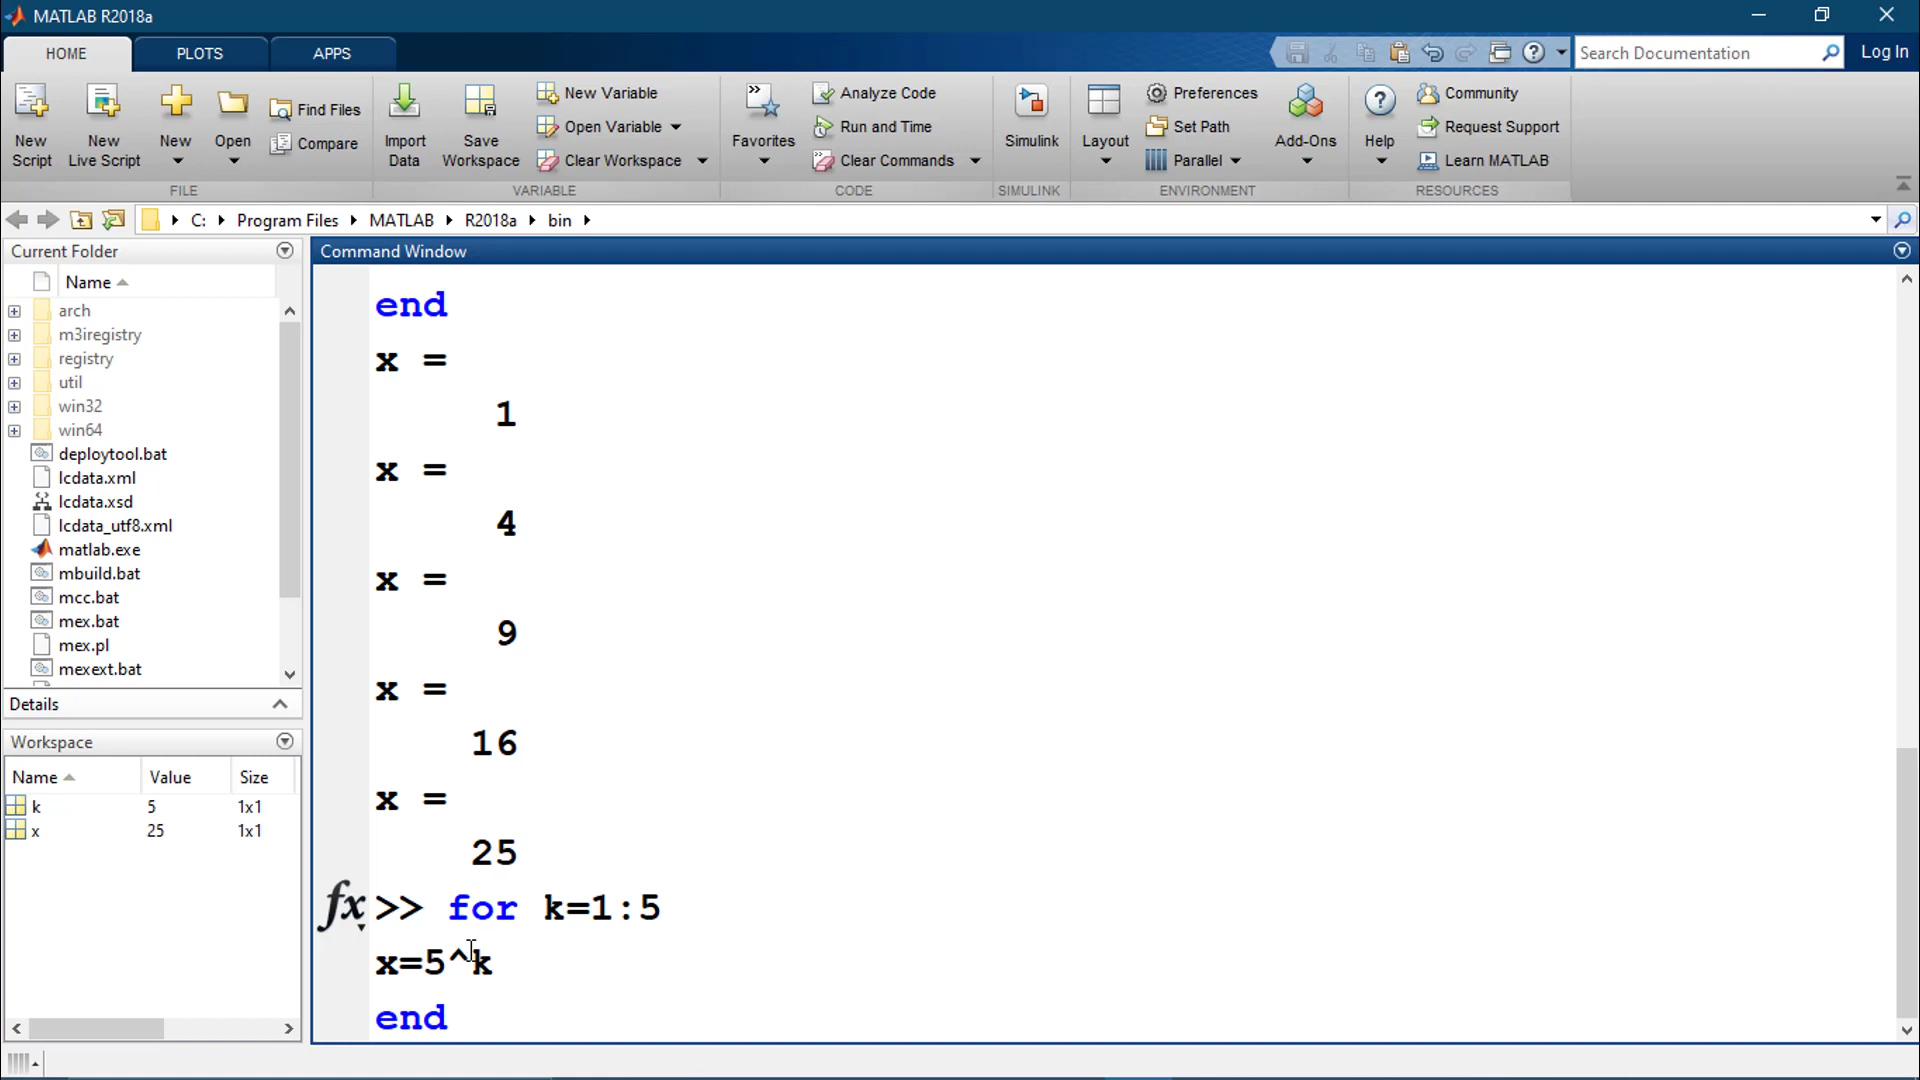 MATLAB R2018a
HOME PLOTS APPS
Search Documentation
Log In
New Script
New Live Script
New
Open
Find Files
Compare
FILE
Import Data
Save Workspace
New Variable
Open Variable
Clear Workspace
VARIABLE
Favorites
Analyze Code
Run and Time
Clear Commands
CODE
Simulink
SIMULINK
Layout
Preferences
Set Path
Parallel
Add-Ons
ENVIRONMENT
Help
Community
Request Support
Learn MATLAB
RESOURCES
C: Program Files MATLAB R2018a bin
Current Folder
Name
arch
m3iregistry
registry
util
win32
win64
deploytool.bat
lcdata.xml
lcdata.xsd
lcdata_utf8.xml
matlab.exe
mbuild.bat
mcc.bat
mex.bat
mex.pl
mexext.bat
Details
Workspace
Name Value Size
k 5 1x1
x 25 1x1
Command Window
end
x =
1
x =
4
x =
9
x =
16
x =
25
fx >> for k=1:5
x=5^k
end